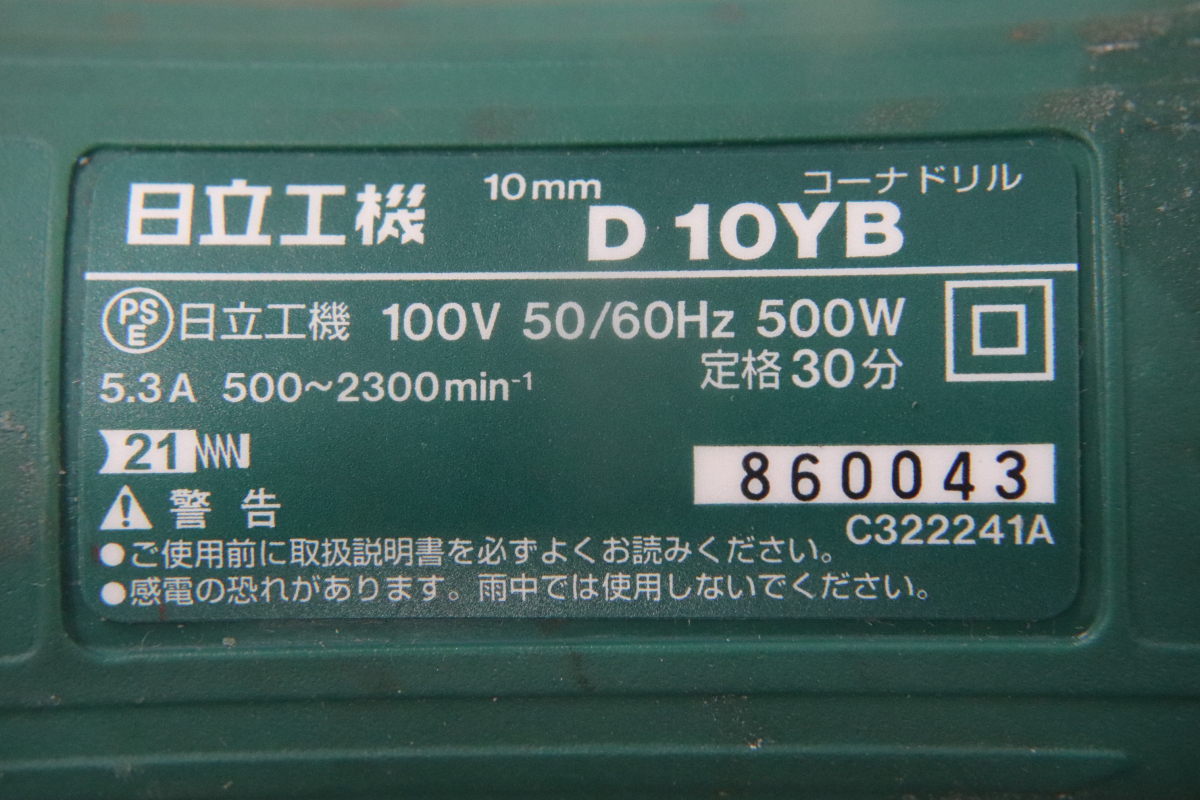 日立工機 10mm D 10YB コーナドリル
PSE 日立工機 100V 50/60Hz 500W
定格30分
5.3A 500~2300min⁻¹
21
860043
警告
C322241A
●ご使用前に取扱説明書を必ずよくお読みください。
●感電の恐れがあります。雨中では使用しないでください。